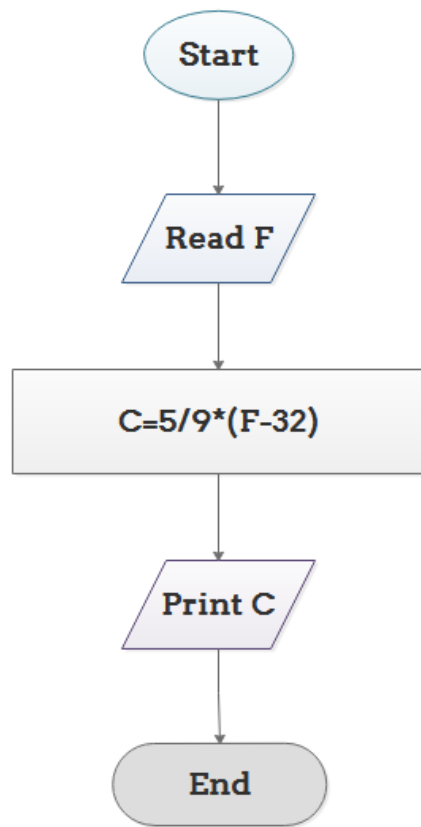 Start
Read F
C=5/9*(F-32)
Print C
End